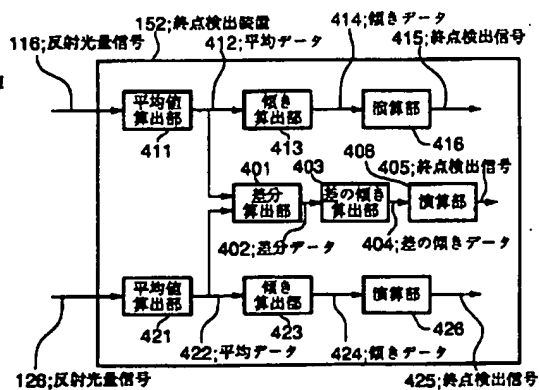 152;終点検出装置
414;傾きデータ
412;平均データ
415;終点検出信号
116;反射光量信号
平均値
算出部
411
傾き
算出部
413
演算部
416
401
差分
算出部
403
差の傾き
算出部
406
405;終点検出信号
演算部
402;差分データ
404;差の傾きデータ
平均値
算出部
421
傾き
算出部
423
演算部
426
422;平均データ
424;傾きデータ
126;反射光量信号
425;終点検出信号